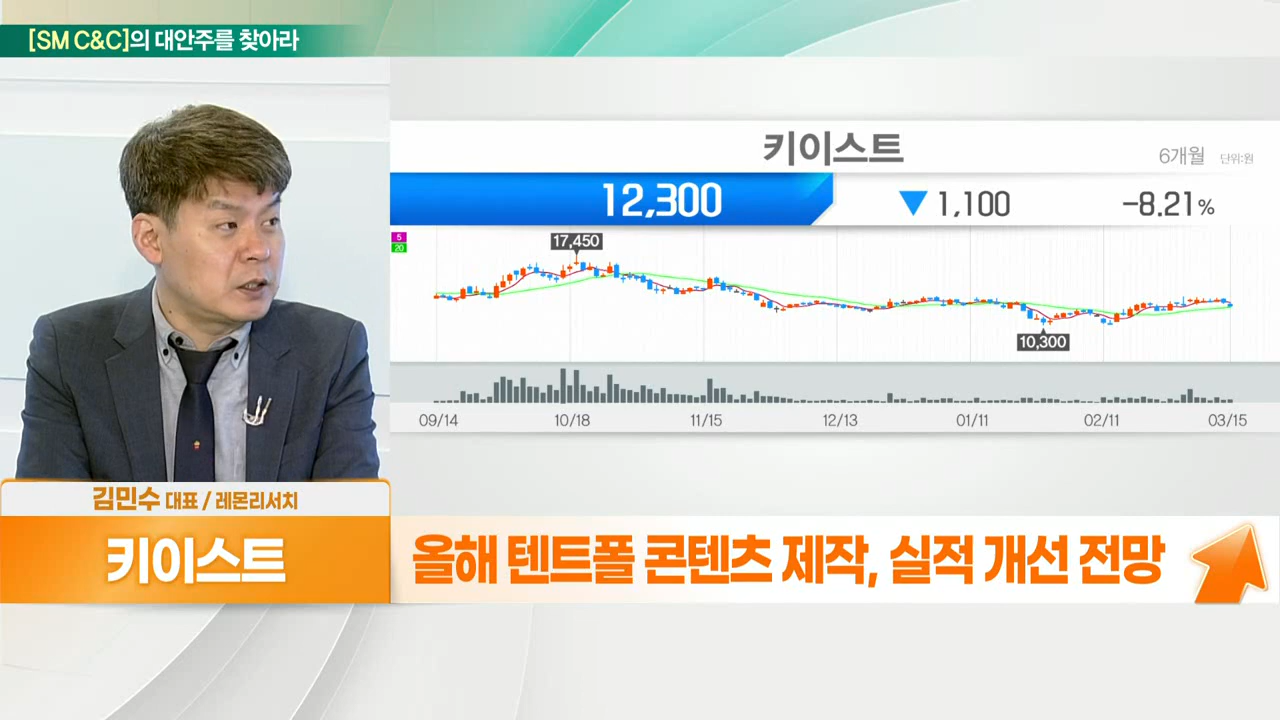 [SM C&C]의 대안주를 찾아라
키이스트
6개월 단위:원
12,300 ▼ 1,100 -8.21%
5
20
17,450
10,300
09/14 10/18 11/15 12/13 01/11 02/11 03/15
김민수 대표 / 레몬리서치
키이스트
올해 텐트폴 콘텐츠 제작, 실적 개선 전망